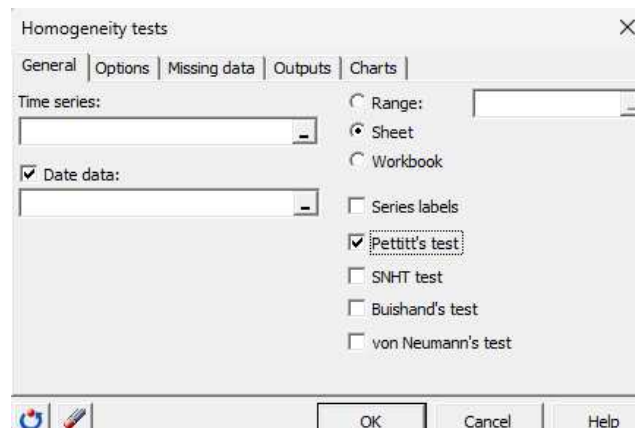 Homogeneity tests
General Options Missing data Outputs Charts
Time series:
Date data:
Range:
Sheet
Workbook
Series labels
Pettitt's test
SNHT test
Buishand's test
von Neumann's test
OK Cancel Help